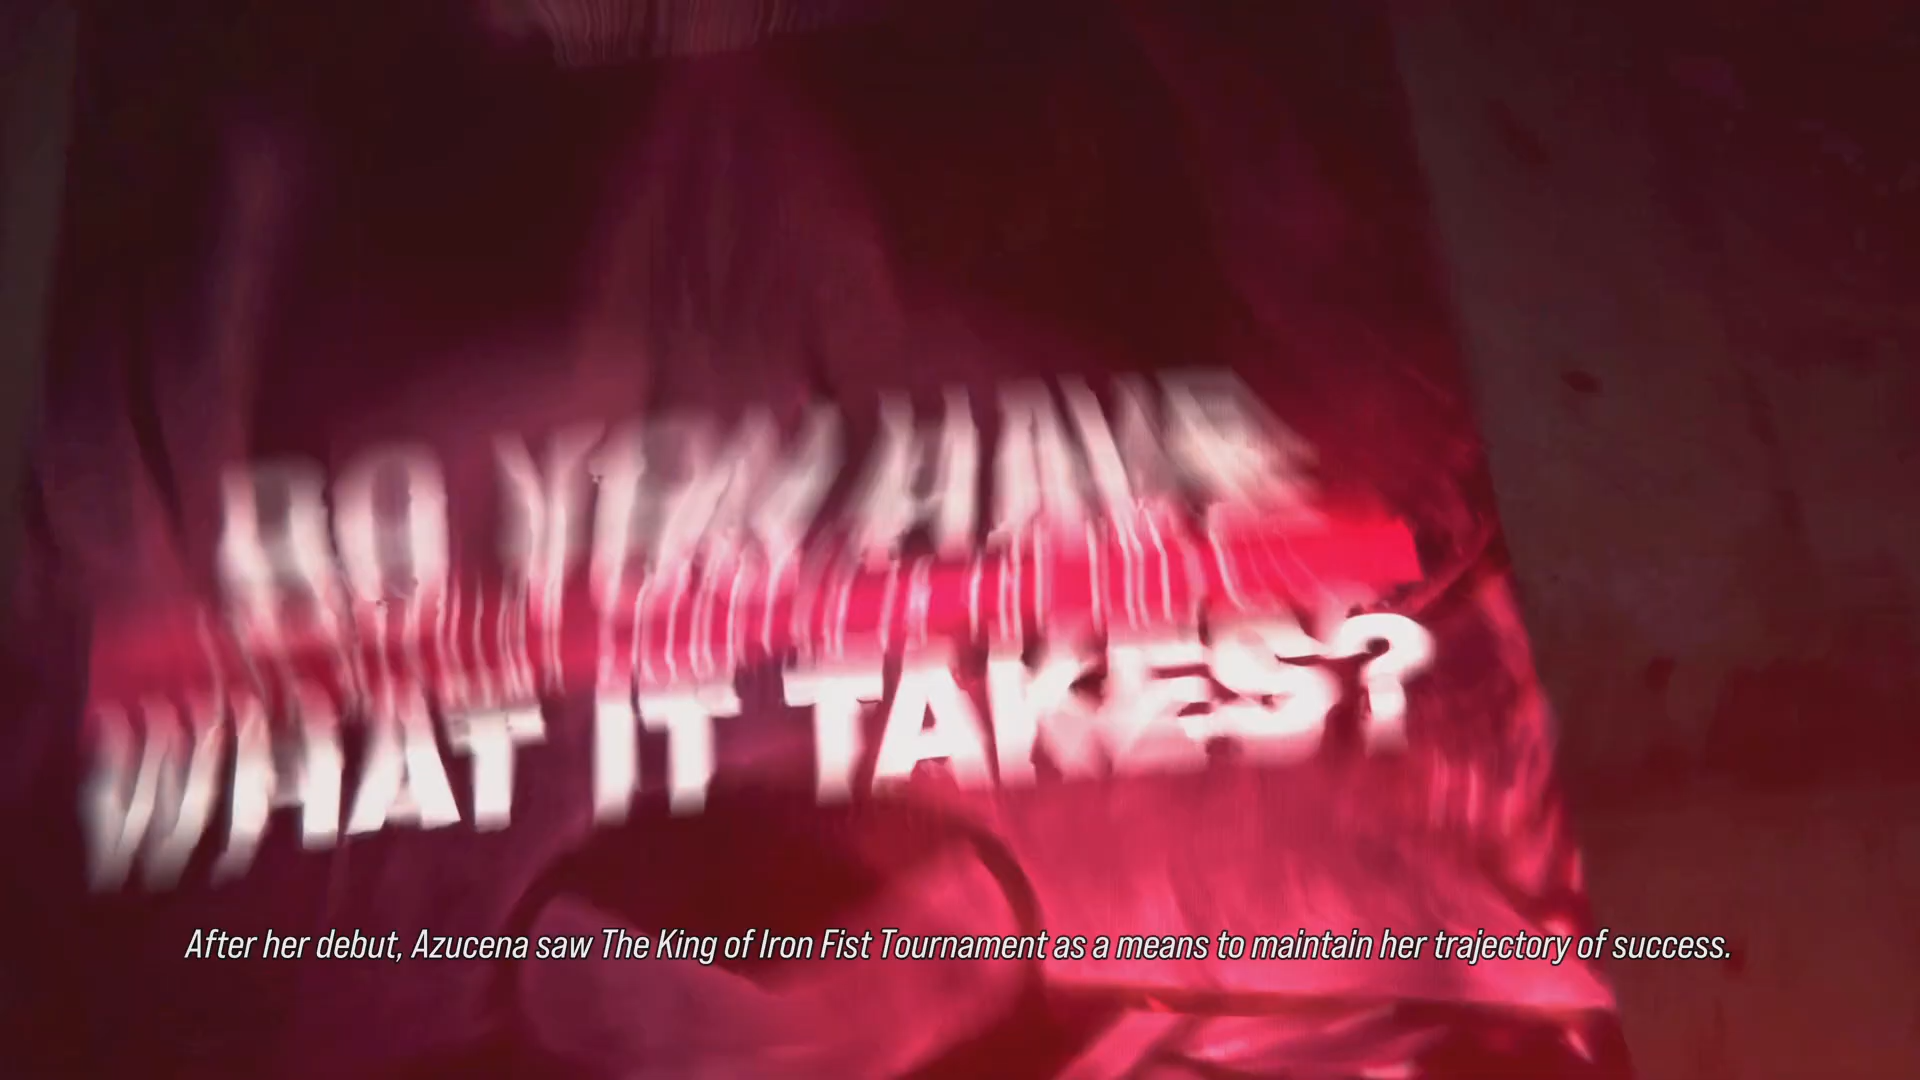 DO YOU HAVE
WHAT IT TAKES?
After her debut, Azucena saw The King of Iron Fist Tournament as a means to maintain her trajectory of success.